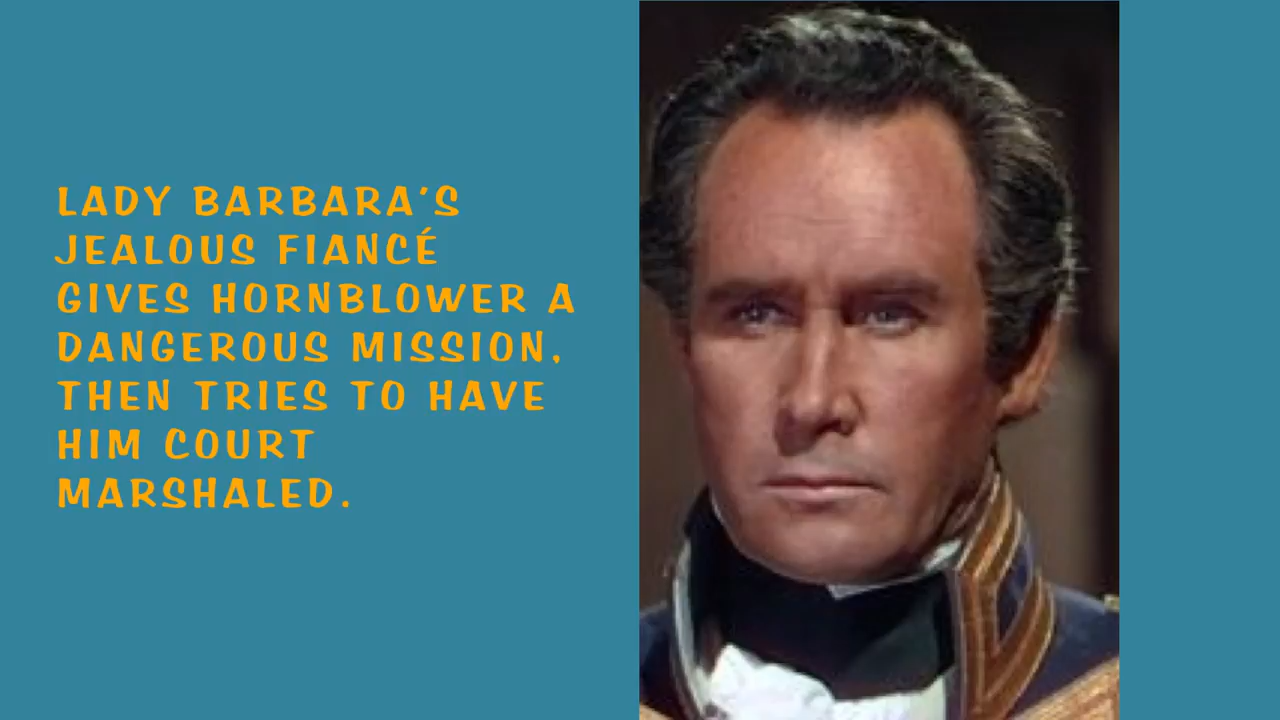 LADY BARBARA'S
JEALOUS FIANCÉ
GIVES HORNBLOWER A
DANGEROUS MISSION,
THEN TRIES TO HAVE
HIM COURT
MARSHALED.